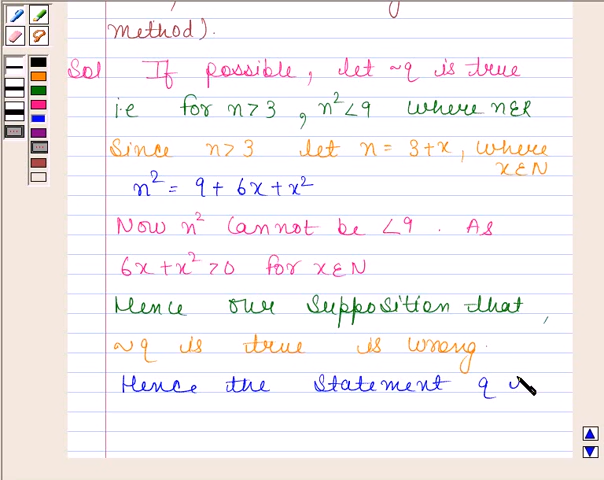 method).
Sol If possible, let ~q is true
i.e for n>3 , n²<9 where n∈R
Since n>3 let n = 3+x, where
x∈N
n² = 9 + 6x + x²
Now n² cannot be <9 . As
6x + x² >0 for x∈N
Hence our supposition that,
~q is true is wrong.
Hence the statement q